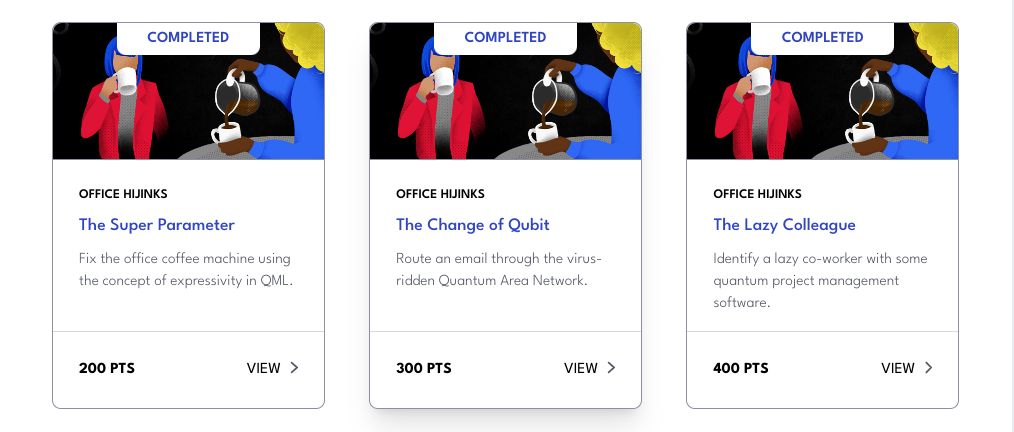 COMPLETED
OFFICE HIJINKS
The Super Parameter
Fix the office coffee machine using
the concept of expressivity in QML.
200 PTS
VIEW
COMPLETED
OFFICE HIJINKS
The Change of Qubit
Route an email through the virus-
ridden Quantum Area Network.
300 PTS
VIEW
COMPLETED
OFFICE HIJINKS
The Lazy Colleague
Identify a lazy co-worker with some
quantum project management
software.
400 PTS
VIEW